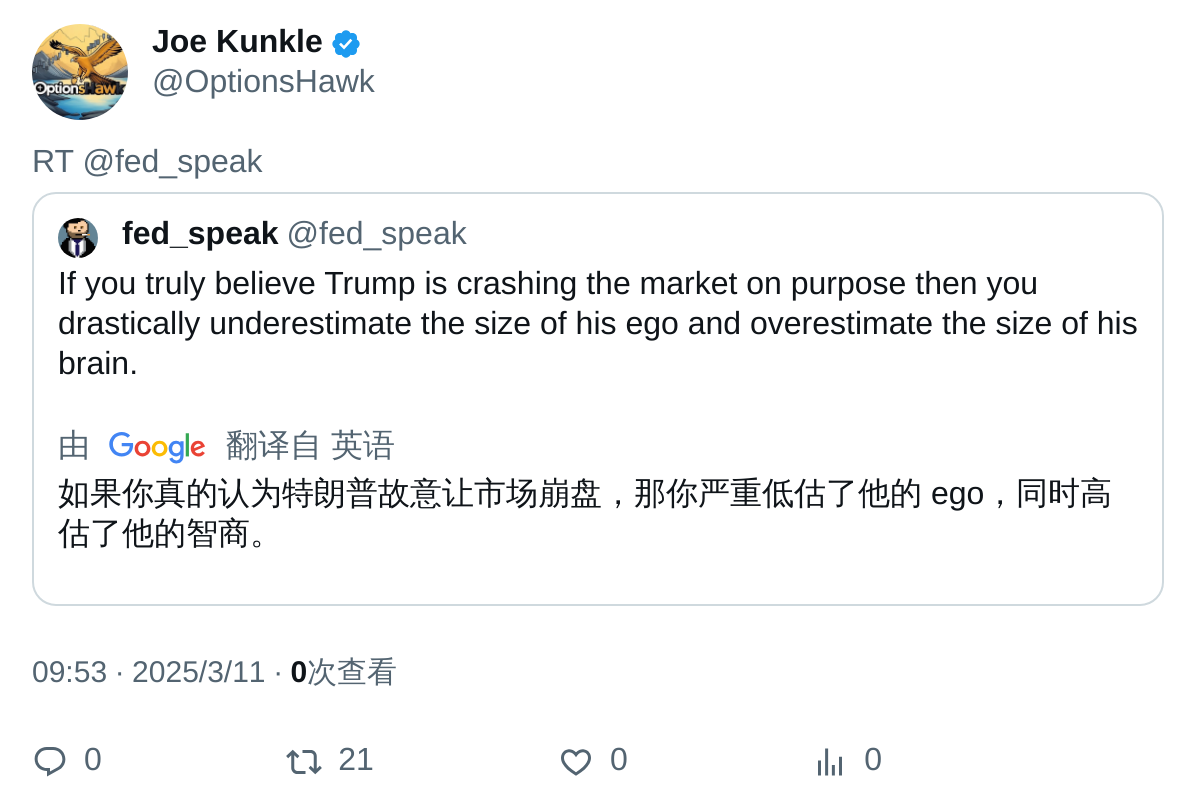 Joe Kunkle
@OptionsHawk
RT @fed_speak
fed_speak @fed_speak
If you truly believe Trump is crashing the market on purpose then you
drastically underestimate the size of his ego and overestimate the size of his
brain.
由 Google 翻译自 英语
如果你真的认为特朗普故意让市场崩盘，那你严重低估了他的 ego，同时高
估了他的智商。
09:53 · 2025/3/11 · 0次查看
0 21 0 0